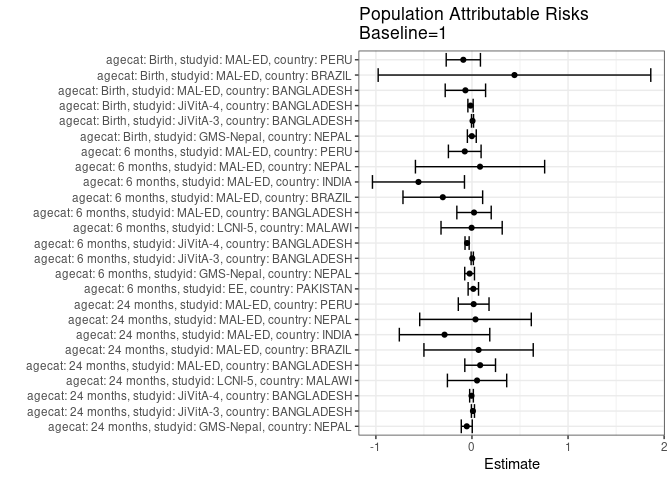 Population Attributable Risks
Baseline=1
agecat: Birth, studyid: MAL-ED, country: PERU
agecat: Birth, studyid: MAL-ED, country: BRAZIL
agecat: Birth, studyid: MAL-ED, country: BANGLADESH
agecat: Birth, studyid: JiVitA-4, country: BANGLADESH
agecat: Birth, studyid: JiVitA-3, country: BANGLADESH
agecat: Birth, studyid: GMS-Nepal, country: NEPAL
agecat: 6 months, studyid: MAL-ED, country: PERU
agecat: 6 months, studyid: MAL-ED, country: NEPAL
agecat: 6 months, studyid: MAL-ED, country: INDIA
agecat: 6 months, studyid: MAL-ED, country: BRAZIL
agecat: 6 months, studyid: MAL-ED, country: BANGLADESH
agecat: 6 months, studyid: LCNI-5, country: MALAWI
agecat: 6 months, studyid: JiVitA-4, country: BANGLADESH
agecat: 6 months, studyid: JiVitA-3, country: BANGLADESH
agecat: 6 months, studyid: GMS-Nepal, country: NEPAL
agecat: 6 months, studyid: EE, country: PAKISTAN
agecat: 24 months, studyid: MAL-ED, country: PERU
agecat: 24 months, studyid: MAL-ED, country: NEPAL
agecat: 24 months, studyid: MAL-ED, country: INDIA
agecat: 24 months, studyid: MAL-ED, country: BRAZIL
agecat: 24 months, studyid: MAL-ED, country: BANGLADESH
agecat: 24 months, studyid: LCNI-5, country: MALAWI
agecat: 24 months, studyid: JiVitA-4, country: BANGLADESH
agecat: 24 months, studyid: JiVitA-3, country: BANGLADESH
agecat: 24 months, studyid: GMS-Nepal, country: NEPAL
-1 0 1 2
Estimate